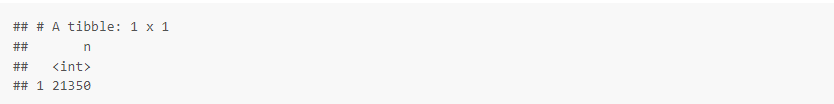 ## # A tibble: 1 x 1
##       n
##   <int>
## 1 21350